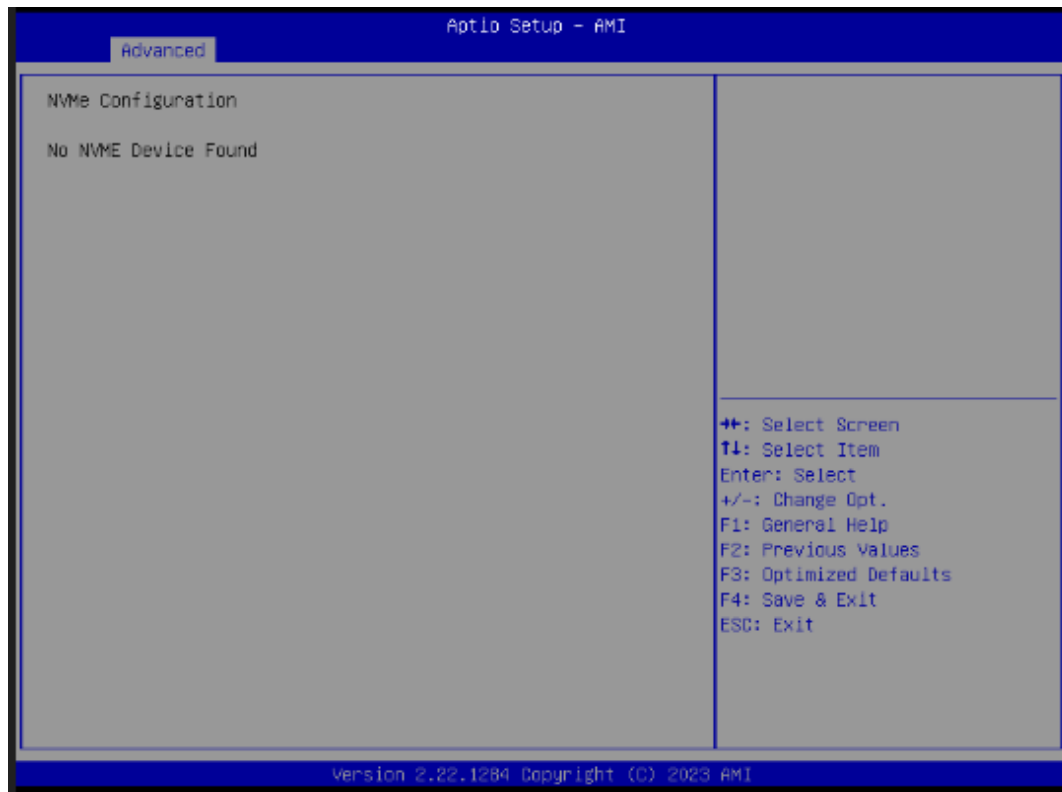 Aptio Setup - AMI
Advanced
NVMe Configuration
No NVME Device Found
→←: Select Screen
↑↓: Select Item
Enter: Select
+/-: Change Opt.
F1: General Help
F2: Previous Values
F3: Optimized Defaults
F4: Save & Exit
ESC: Exit
Version 2.22.1284 Copyright (C) 2023 AMI